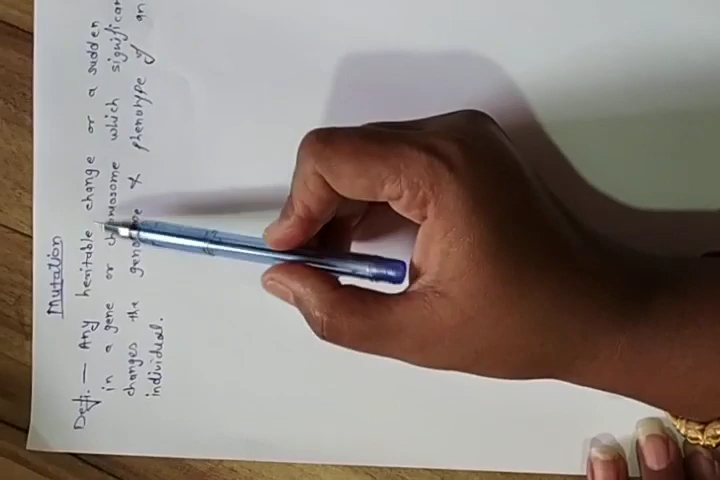 Mutation
Defi. — Any heritable change or a sudden
in a gene or chromosome which significan
changes the genotype & phenotype of an
individual.